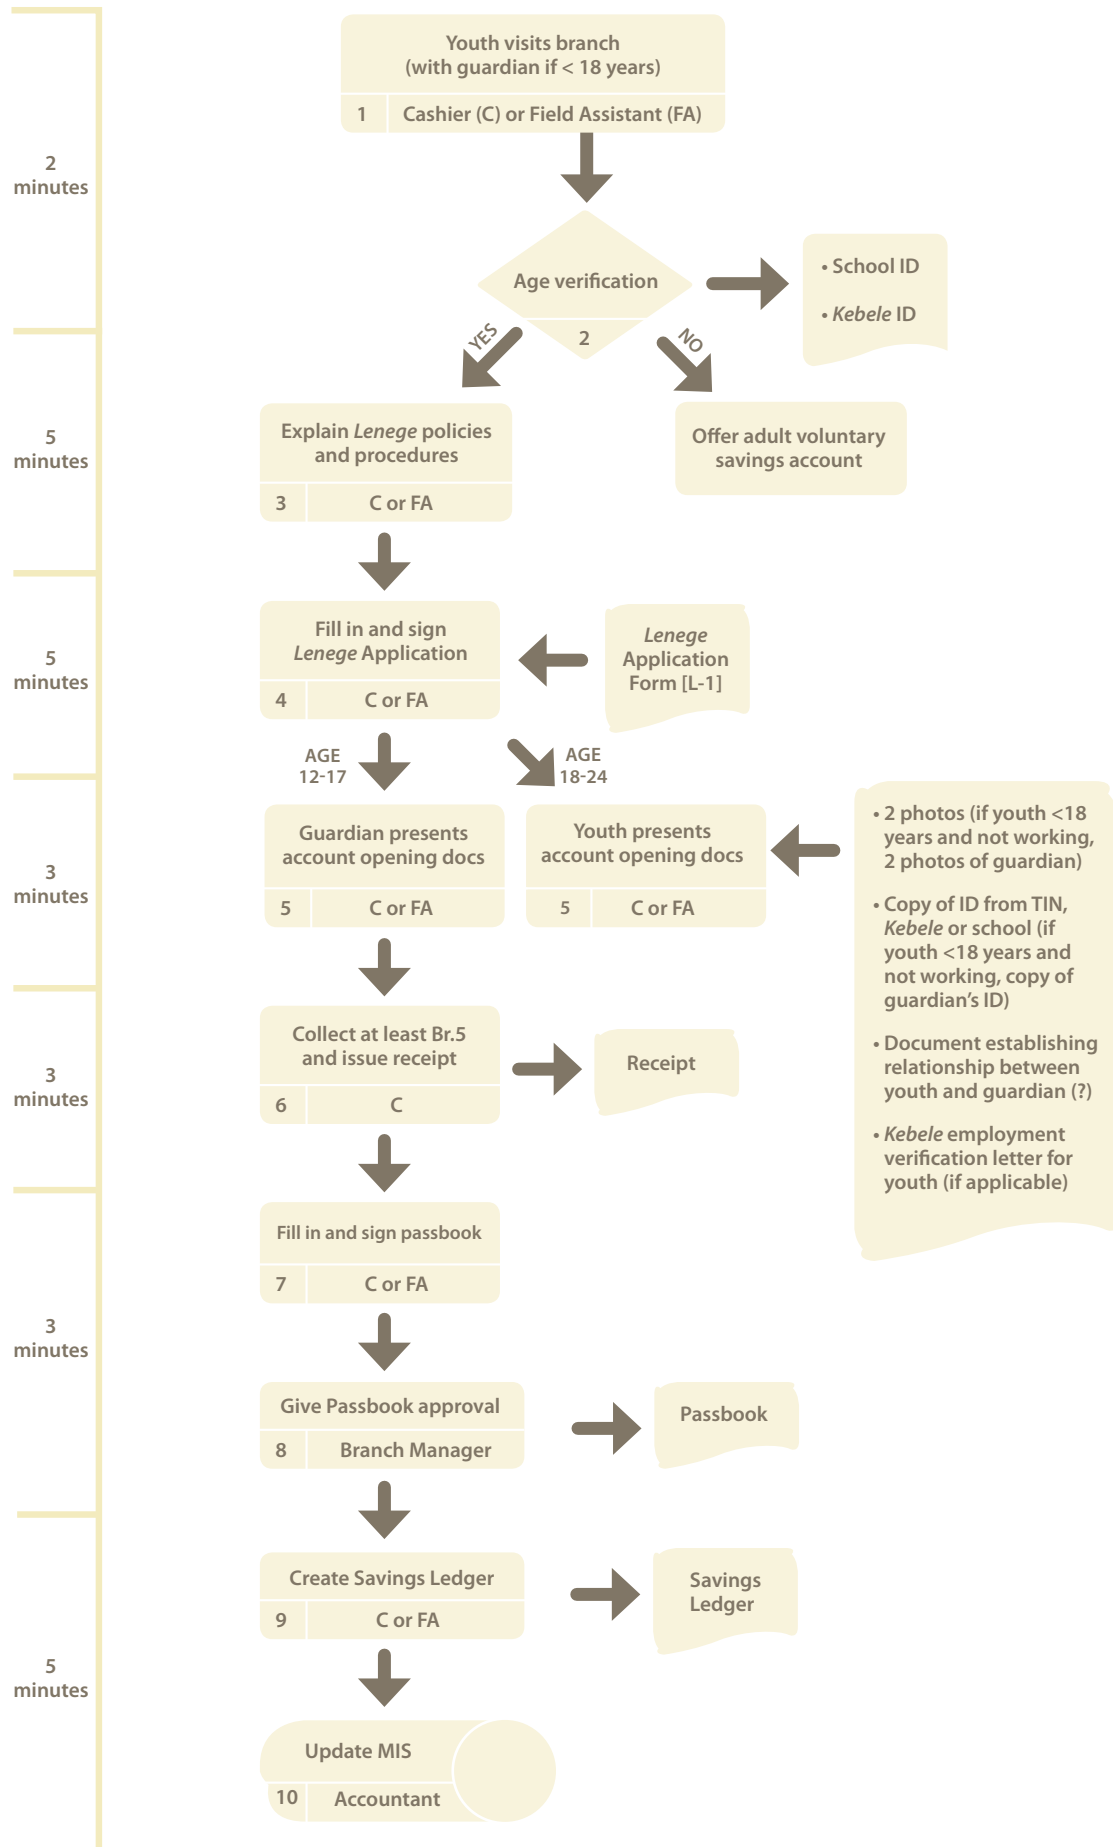 Youth visits branch
(with guardian if < 18 years)
1 Cashier (C) or Field Assistant (FA)
2
minutes
Age verification
2
• School ID
• Kebele ID
YES
NO
5
minutes
Explain Lenege policies
and procedures
3 C or FA
Offer adult voluntary
savings account
5
minutes
Fill in and sign
Lenege Application
4 C or FA
Lenege
Application
Form [L-1]
AGE
12-17
AGE
18-24
3
minutes
Guardian presents
account opening docs
5 C or FA
Youth presents
account opening docs
5 C or FA
• 2 photos (if youth <18
years and not working,
2 photos of guardian)
• Copy of ID from TIN,
Kebele or school (if
youth <18 years and
not working, copy of
guardian's ID)
• Document establishing
relationship between
youth and guardian (?)
• Kebele employment
verification letter for
youth (if applicable)
3
minutes
Collect at least Br.5
and issue receipt
6 C
Receipt
3
minutes
Fill in and sign passbook
7 C or FA
Give Passbook approval
8 Branch Manager
Passbook
5
minutes
Create Savings Ledger
9 C or FA
Savings
Ledger
Update MIS
10 Accountant